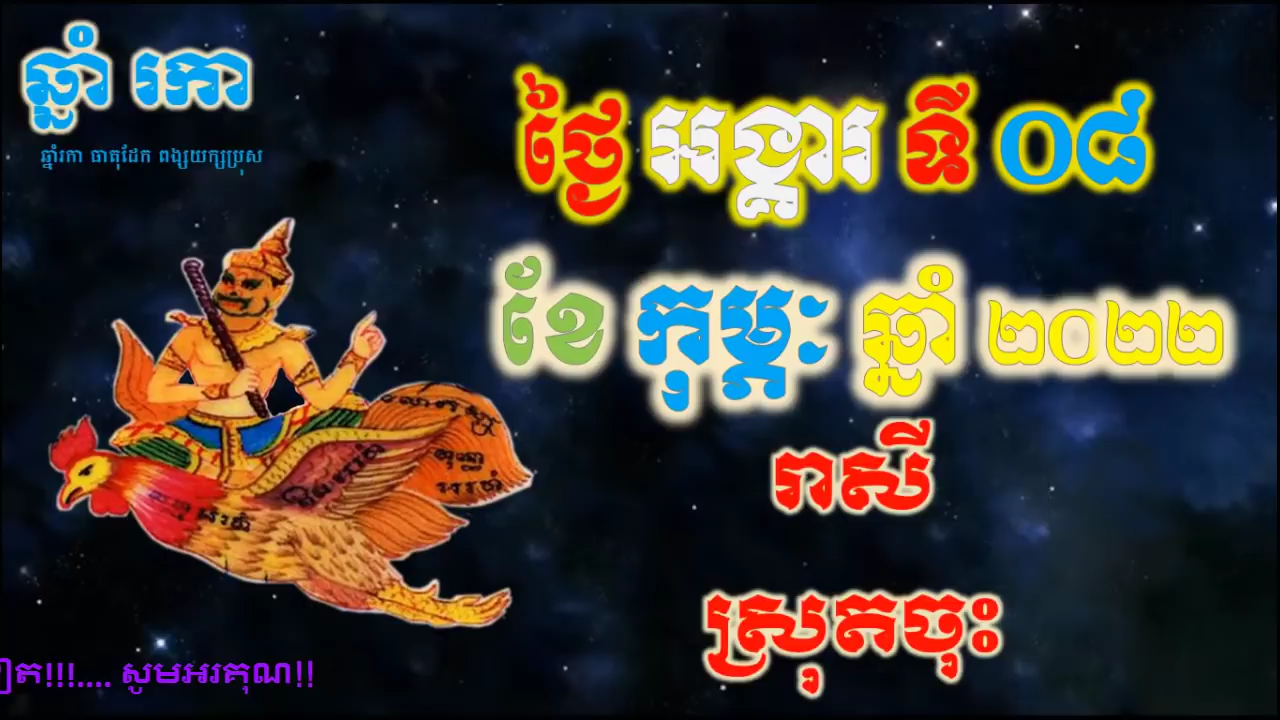 ឆ្នាំ រកា
ឆ្នាំរកា ធាតុដែក ពង្សយក្សប្រុស
ថ្ងៃ អង្គារ ទី ០៨
ខែ កុម្ភៈ ឆ្នាំ ២០២២
រាសី
ស្រុតចុះ
សូមអរគុណ!!